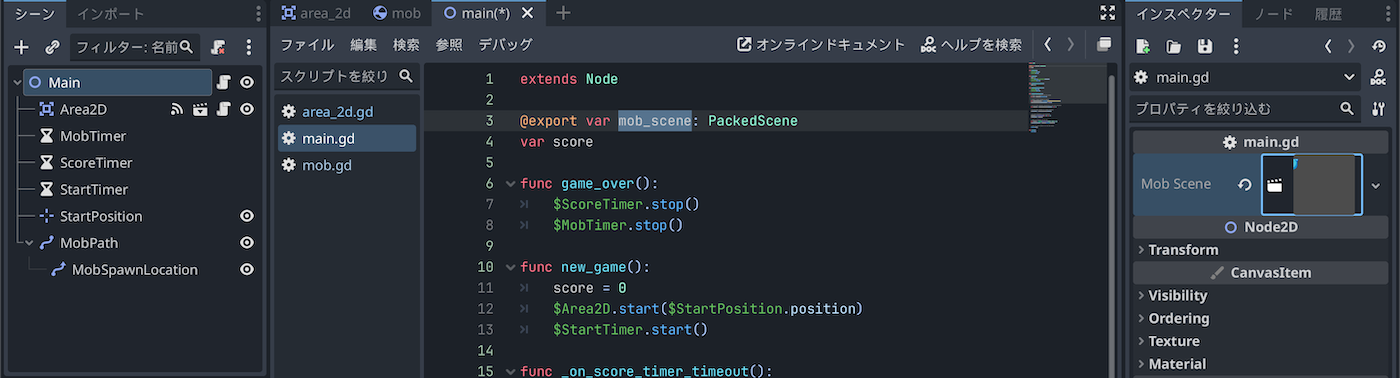 シーン インポート
フィルター: 名前
Main
Area2D
MobTimer
ScoreTimer
StartTimer
StartPosition
MobPath
MobSpawnLocation
area_2d mob main(*)
ファイル 編集 検索 参照 デバッグ オンラインドキュメント ヘルプを検索
スクリプトを絞り
area_2d.gd
main.gd
mob.gd
1 extends Node
2
3 @export var mob_scene: PackedScene
4 var score
5
6 func game_over():
7 $ScoreTimer.stop()
8 $MobTimer.stop()
9
10 func new_game():
11 score = 0
12 $Area2D.start($StartPosition.position)
13 $StartTimer.start()
14
15 func _on_score_timer_timeout():
インスペクター ノード 履歴
main.gd
プロパティを絞り込む
main.gd
Mob Scene
Node2D
Transform
CanvasItem
Visibility
Ordering
Texture
Material